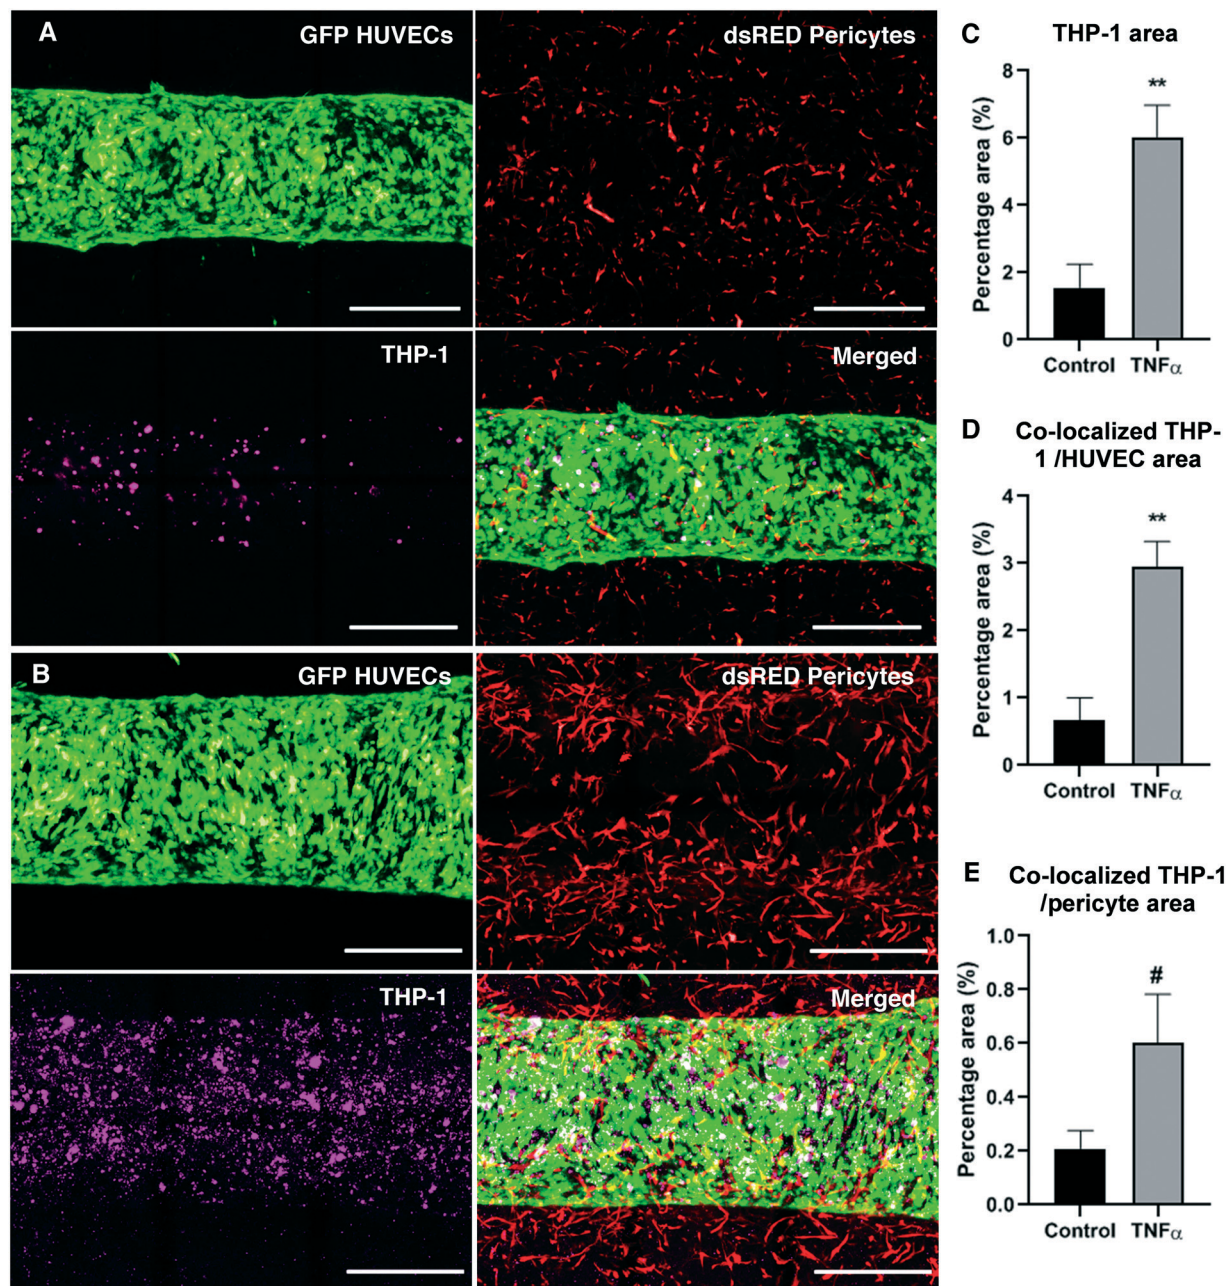 A
GFP HUVECs
dsRED Pericytes
THP-1
Merged
B
GFP HUVECs
dsRED Pericytes
THP-1
Merged
C
THP-1 area
Percentage area (%)
8
6
4
2
0
**
Control
TNFα
D
Co-localized THP-
1 /HUVEC area
Percentage area (%)
4
3
2
1
0
**
Control
TNFα
E
Co-localized THP-1
/pericyte area
Percentage area (%)
1.0
0.8
0.6
0.4
0.2
0.0
#
Control
TNFα